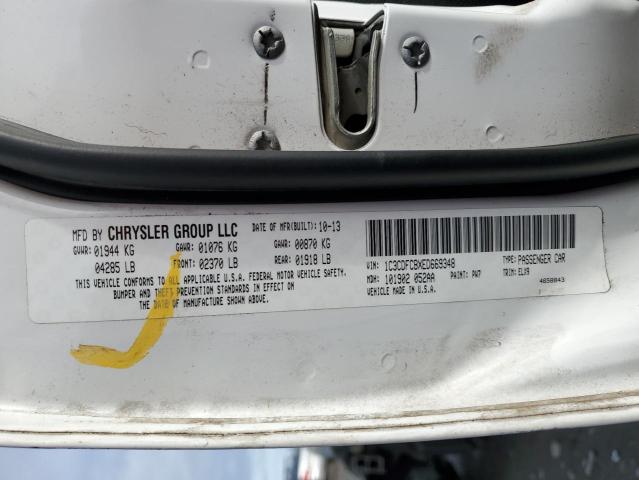 MFD BY CHRYSLER GROUP LLC DATE OF MFR(BUILT) 10-13
GVWR: 01944 KG GAWR: 01076 KG GAWR: 00870 KG
04285 LB FRONT: 02370 LB REAR: 01918 LB
THIS VEHICLE CONFORMS TO ALL APPLICABLE U.S.A. FEDERAL MOTOR VEHICLE SAFETY,
BUMPER AND THEFT PREVENTION STANDARDS IN EFFECT ON
THE DATE OF MANUFACTURE SHOWN ABOVE.
VIN: 1C3CDFCBXED669348 TYPE: PASSENGER CAR
MDH: 101902 052AA PAINT: PW7 TRIM: ELX9
VEHICLE MADE IN U.S.A. 4658843